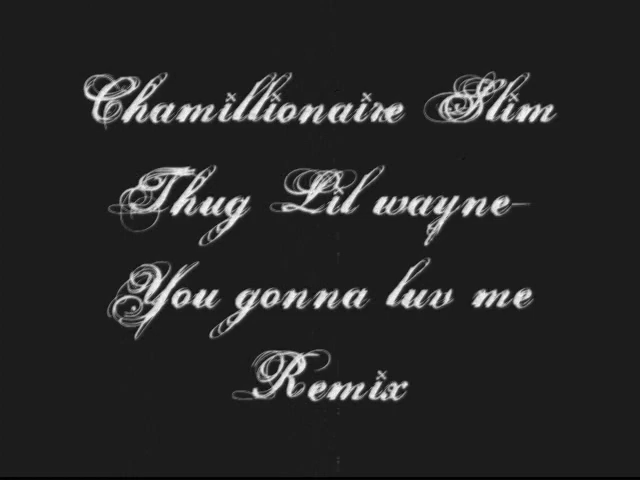 Chamillionaire Slim
Thug Lil wayne-
You gonna luv me
Remix